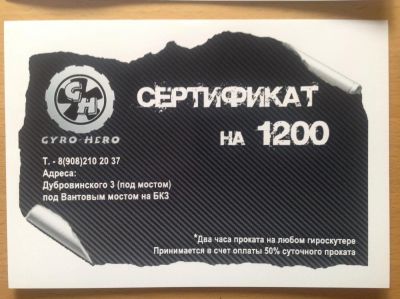 GH
GYRO-HERO
СЕРТИФИКАТ
НА 1200
Т. - 8(908)210 20 37
Адреса:
Дубровинского 3 (под мостом)
под Вантовым мостом на БКЗ
*Два часа проката на любом гироскутере
Принимается в счет оплаты 50% суточного проката